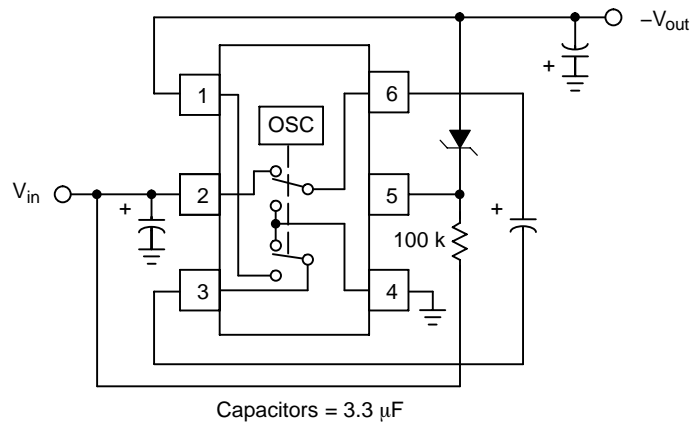 −Vout
+
1
6
OSC
Vin
2
5
+
+
100 k
3
4
Capacitors = 3.3 μF